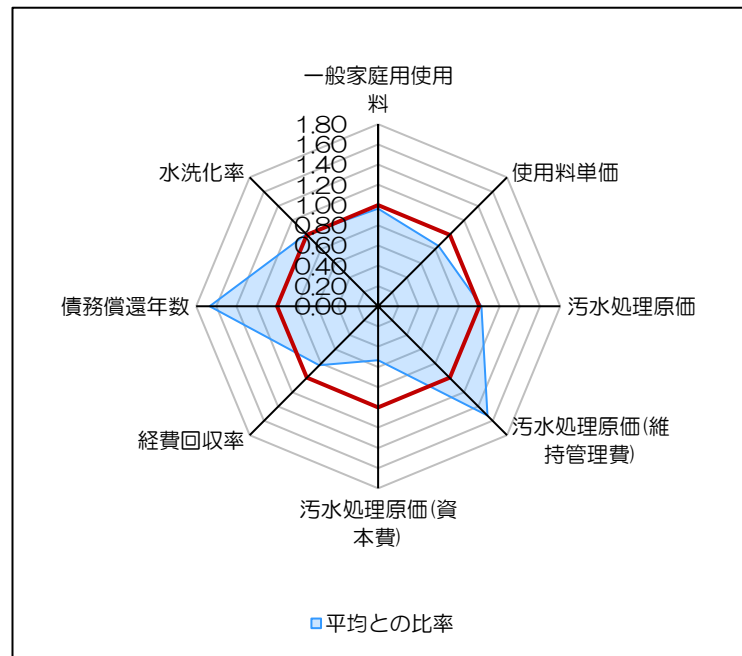 一般家庭用使用
料
1.80
1.60
1.40
1.20
1.00
0.80
0.60
0.40
0.20
0.00
使用料単価
汚水処理原価
汚水処理原価(維
持管理費)
汚水処理原価(資
本費)
経費回収率
債務償還年数
水洗化率
平均との比率